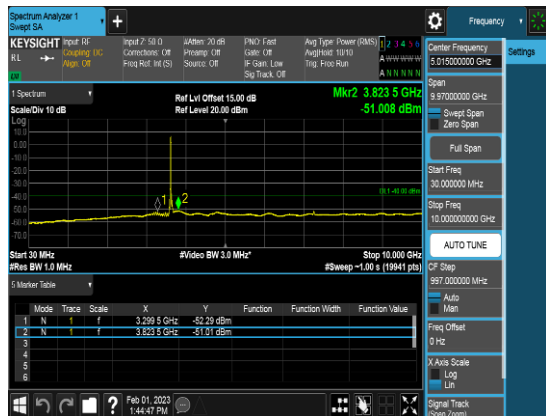 Spectrum Analyzer 1
Swept SA
Frequency
KEYSIGHT
RL
LV
Input: RF
Coupling: DC
Align: Off
Input Z: 50 Ω
Corrections: Off
Freq Ref: Int (S)
#Atten: 20 dB
Preamp: Off
Source: Off
PNO: Fast
Gate: Off
IF Gain: Low
Sig Track: Off
Avg Type: Power (RMS)
Avg|Hold: 10/10
Trig: Free Run
1 2 3 4 5 6
A W W W W W
A N N N N N
1 Spectrum
Scale/Div 10 dB
Ref Lvl Offset 15.00 dB
Ref Level 20.00 dBm
Mkr2 3.823 5 GHz
-51.008 dBm
Log
10.0
0.00
-10.0
-20.0
-30.0
-40.0
-50.0
-60.0
-70.0
DL1 -40.00 dBm
1
2
Start 30 MHz
#Res BW 1.0 MHz
#Video BW 3.0 MHz*
Stop 10.000 GHz
#Sweep ~1.00 s (19941 pts)
5 Marker Table
Mode Trace Scale X Y Function Function Width Function Value
1 N 1 f 3.299 5 GHz -52.29 dBm
2 N 1 f 3.823 5 GHz -51.01 dBm
3
4
5
6
Feb 01, 2023
1:44:47 PM
Center Frequency
5.015000000 GHz
Settings
Span
9.97000000 GHz
Swept Span
Zero Span
Full Span
Start Freq
30.000000 MHz
Stop Freq
10.000000000 GHz
AUTO TUNE
CF Step
997.000000 MHz
Auto
Man
Freq Offset
0 Hz
X Axis Scale
Log
Lin
Signal Track
(Span Zoom)